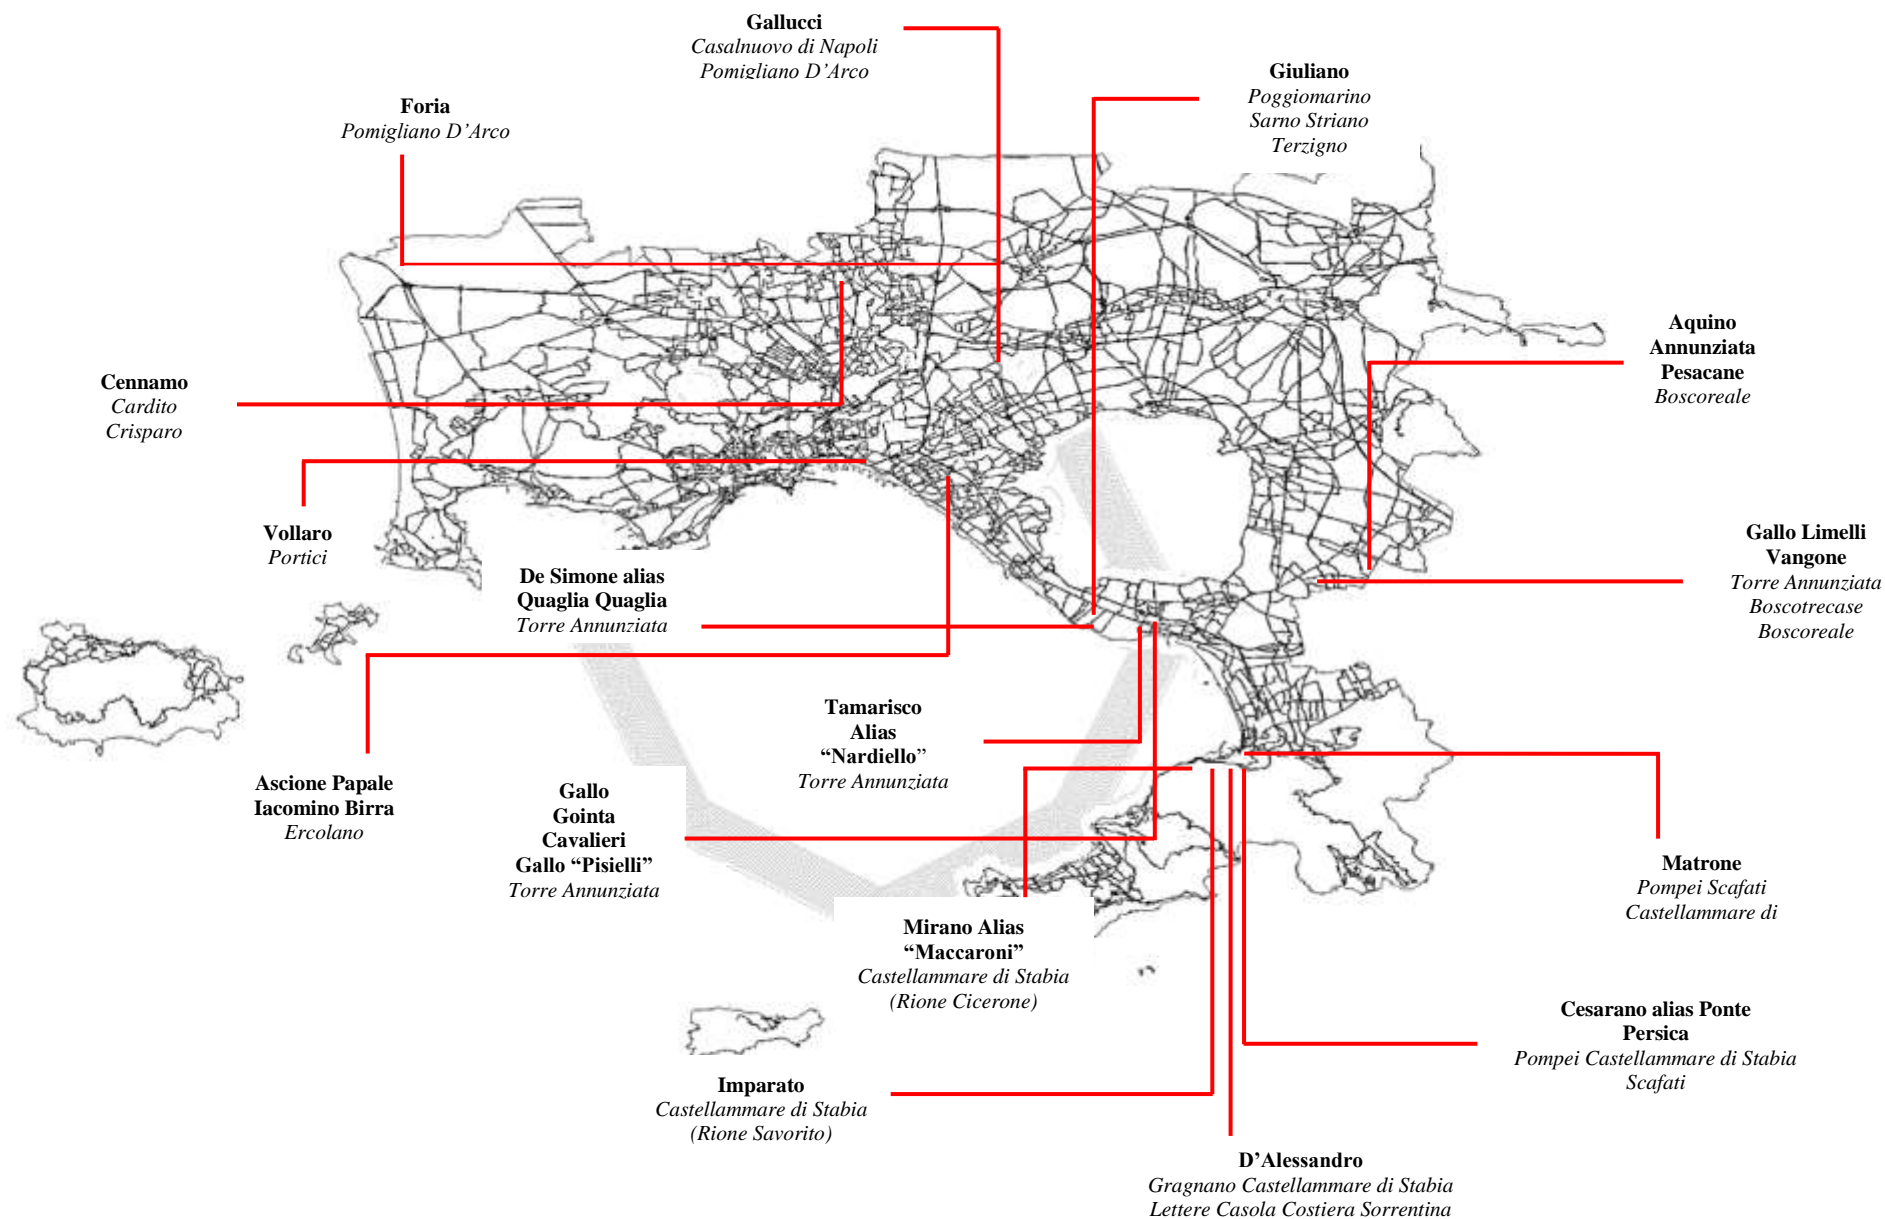 Gallucci
Casalnuovo di Napoli
Pomigliano D’Arco
Giuliano
Poggiomarino
Sarno Striano
Terzigno
Foria
Pomigliano D’Arco
Aquino
Annunziata
Pesacane
Boscoreale
Cennamo
Cardito
Crisparo
Vollaro
Portici
Gallo Limelli
Vangone
Torre Annunziata
Boscotrecase
Boscoreale
De Simone alias
Quaglia Quaglia
Torre Annunziata
Tamarisco
Alias
“Nardiello”
Torre Annunziata
Ascione Papale
Iacomino Birra
Ercolano
Gallo
Gointa
Cavalieri
Gallo “Pisielli”
Torre Annunziata
Matrone
Pompei Scafati
Castellammare di
Mirano Alias
“Maccaroni”
Castellammare di Stabia
(Rione Cicerone)
Cesarano alias Ponte
Persica
Pompei Castellammare di Stabia
Scafati
Imparato
Castellammare di Stabia
(Rione Savorito)
D’Alessandro
Gragnano Castellammare di Stabia
Lettere Casola Costiera Sorrentina